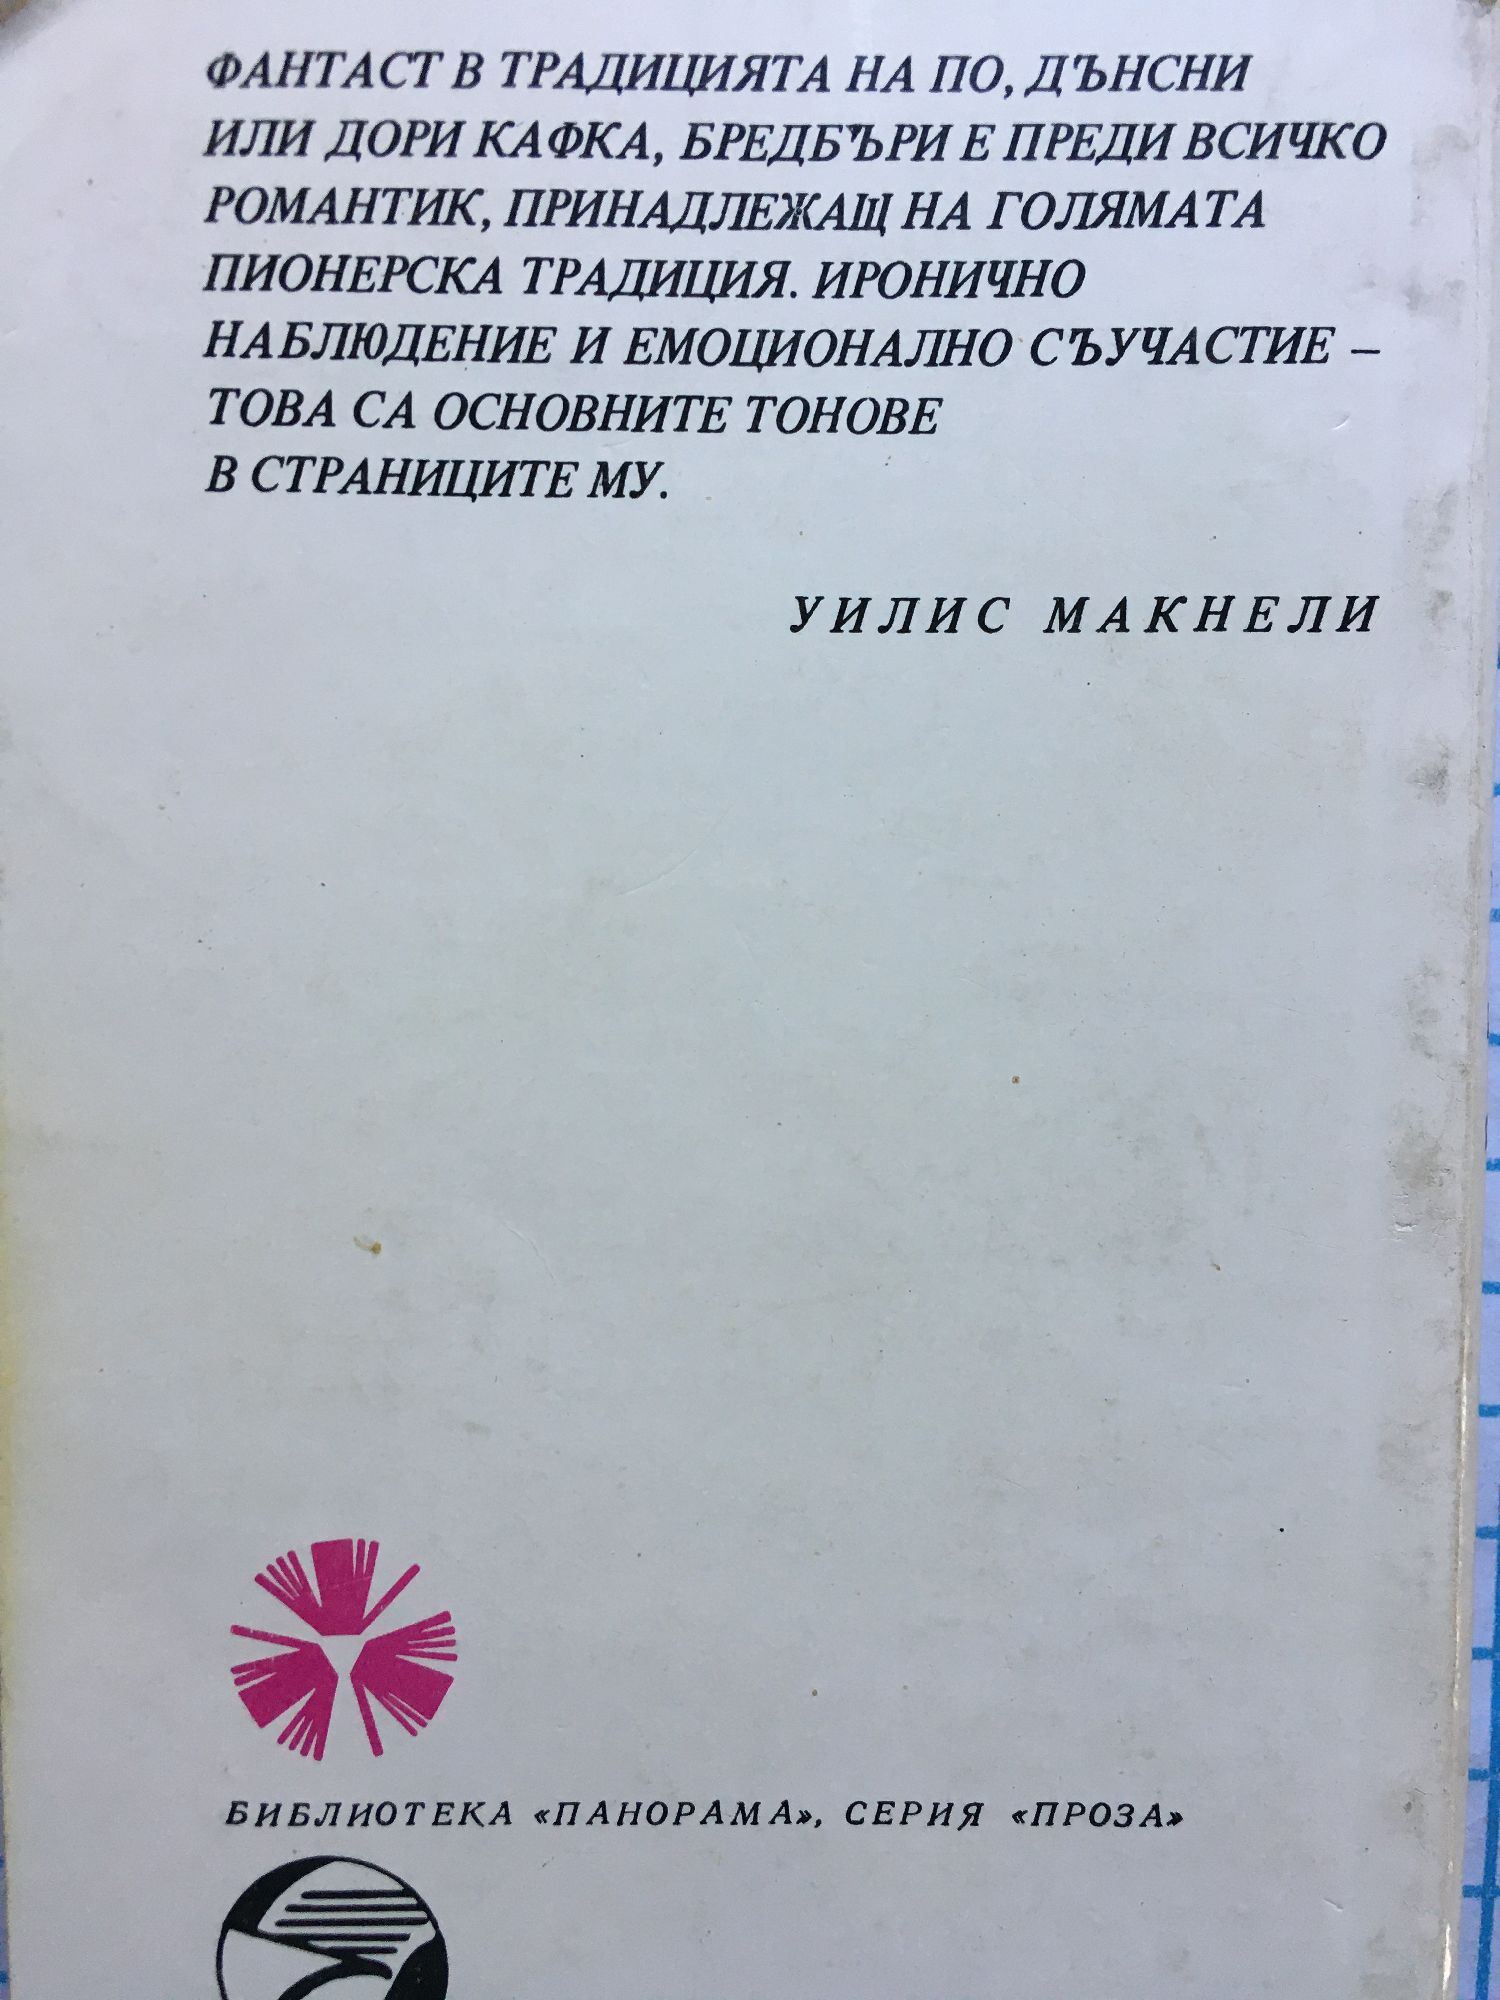 ФАНТАСТ В ТРАДИЦИЯТА НА ПО, ДЪНСНИ
ИЛИ ДОРИ КАФКА, БРЕДБЪРИ Е ПРЕДИ ВСИЧКО
РОМАНТИК, ПРИНАДЛЕЖАЩ НА ГОЛЯМАТА
ПИОНЕРСКА ТРАДИЦИЯ. ИРОНИЧНО
НАБЛЮДЕНИЕ И ЕМОЦИОНАЛНО СЪУЧАСТИЕ –
ТОВА СА ОСНОВНИТЕ ТОНОВЕ
В СТРАНИЦИТЕ МУ.
УИЛИС МАКНЕЛИ
БИБЛИОТЕКА «ПАНОРАМА», СЕРИЯ «ПРОЗА»